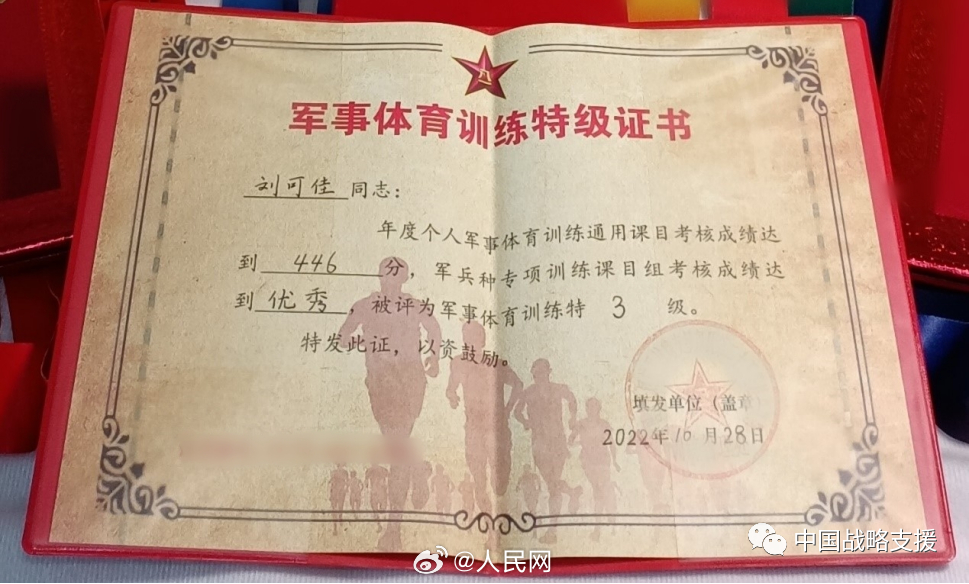 军事体育训练特级证书
刘可佳同志：
年度个人军事体育训练通用课目考核成绩达
到446分，军兵种专项训练课目组考核成绩达
到优秀，被评为军事体育训练特3级。
特发此证，以资鼓励。
填发单位（盖章）
2022年10月28日
@人民网
中国战略支援